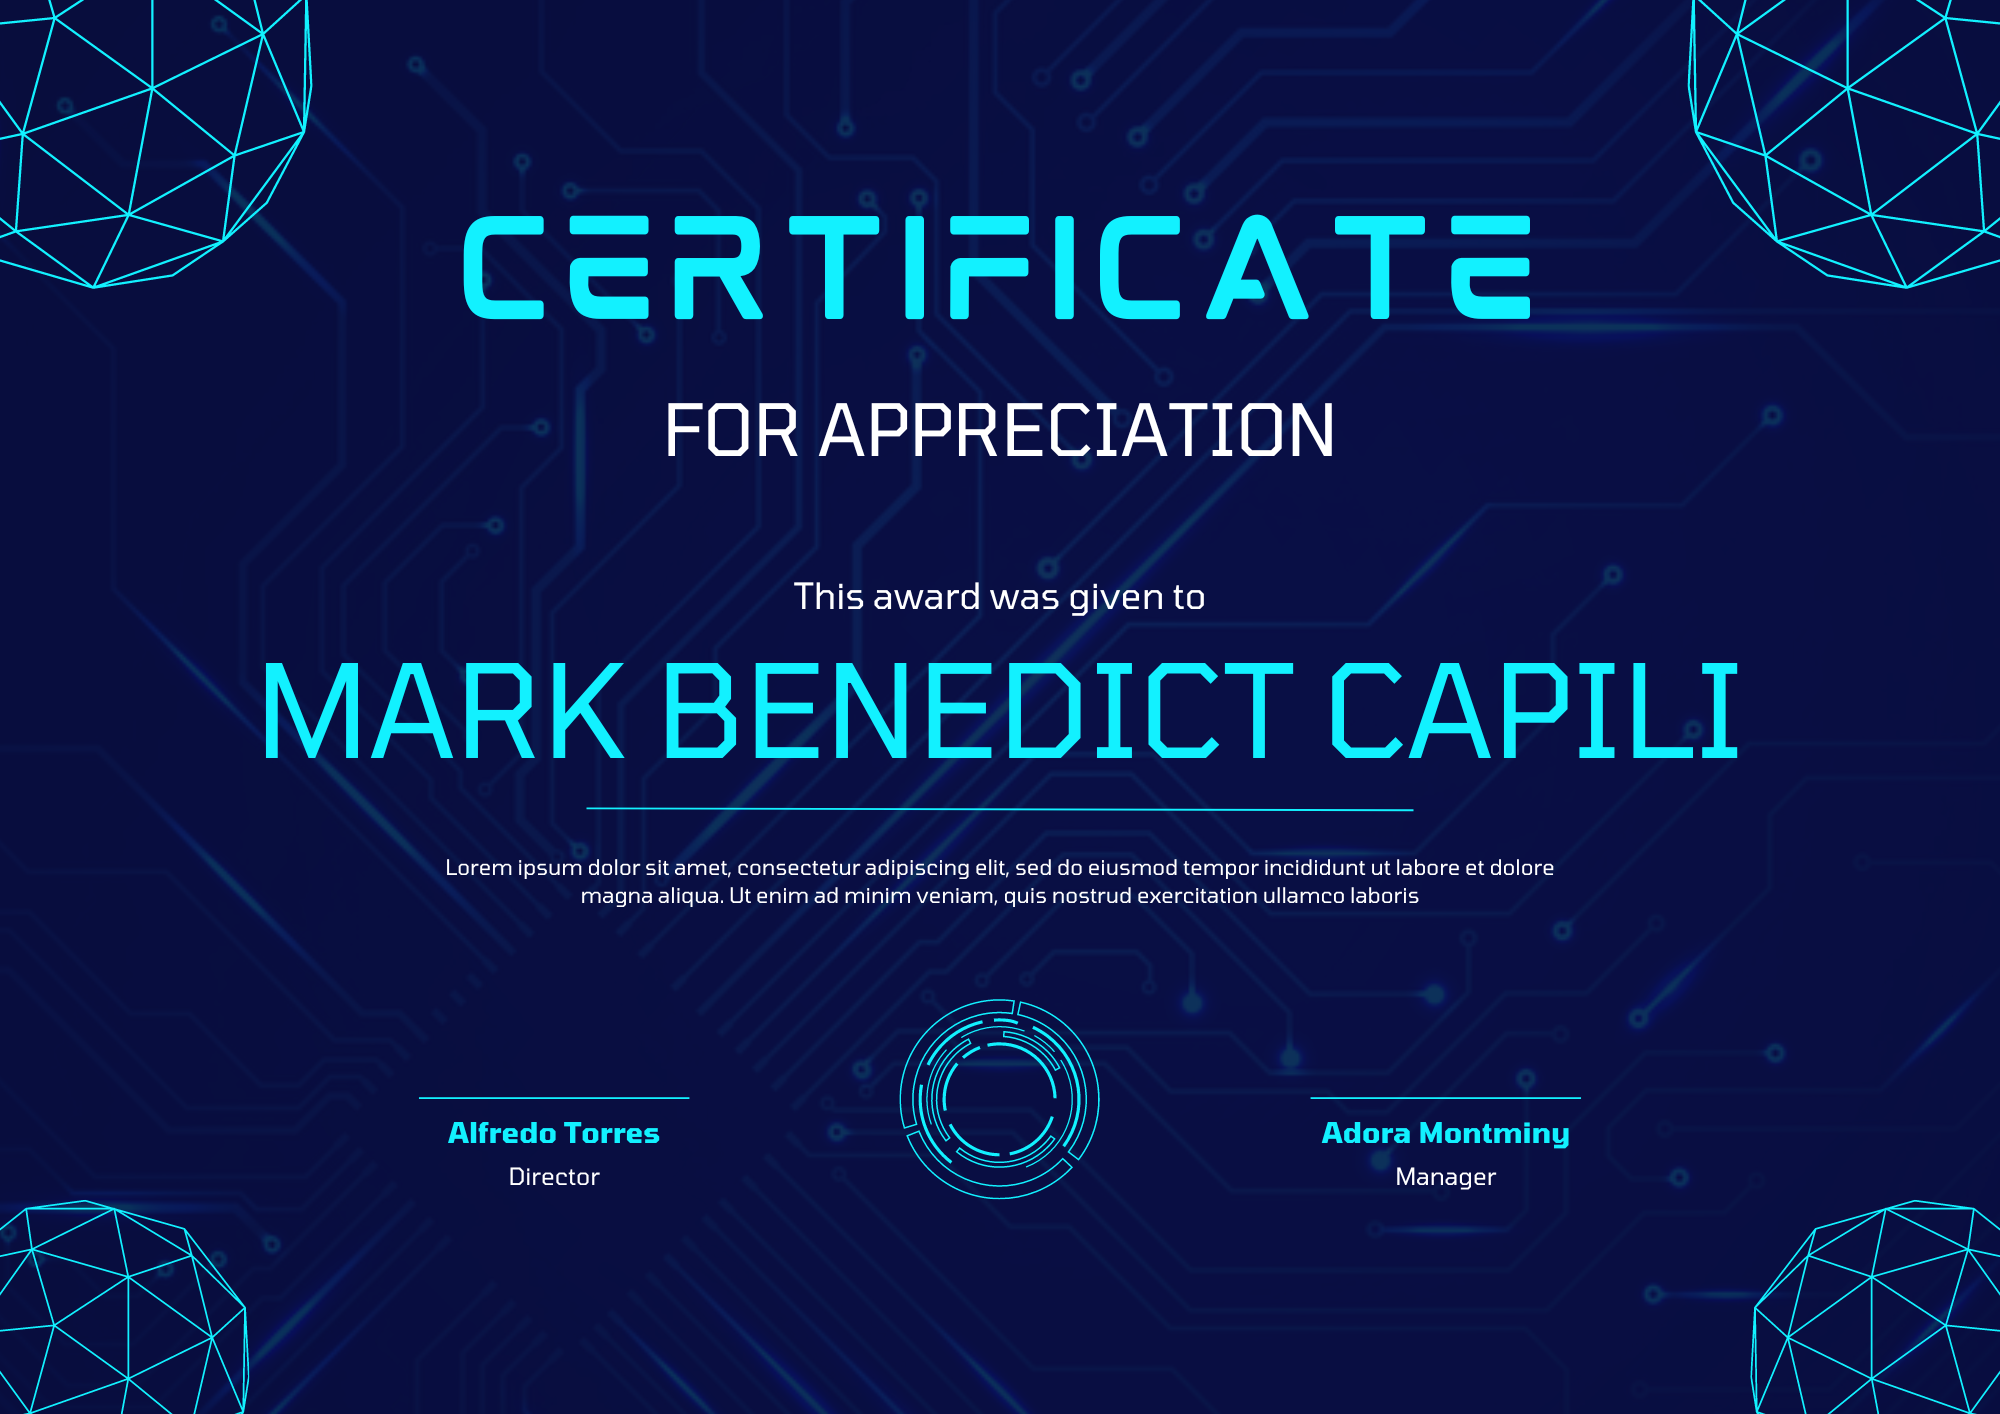 CERTIFICATE
FOR APPRECIATION
This award was given to
MARK BENEDICT CAPILI
Lorem ipsum dolor sit amet, consectetur adipiscing elit, sed do eiusmod tempor incididunt ut labore et dolore
magna aliqua. Ut enim ad minim veniam, quis nostrud exercitation ullamco laboris
Alfredo Torres
Director
Adora Montminy
Manager